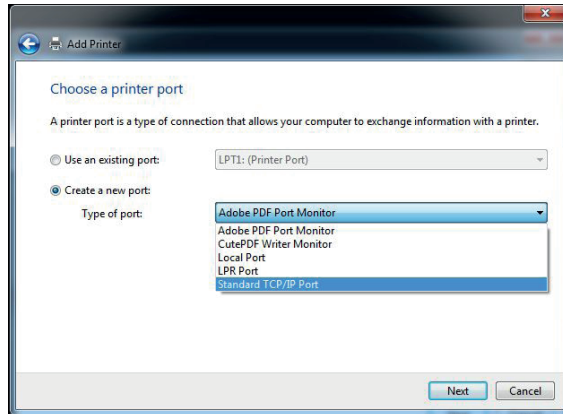 Add Printer
Choose a printer port
A printer port is a type of connection that allows your computer to exchange information with a printer.
Use an existing port: LPT1: (Printer Port)
Create a new port:
Type of port: Adobe PDF Port Monitor
Adobe PDF Port Monitor
CutePDF Writer Monitor
Local Port
LPR Port
Standard TCP/IP Port
Next Cancel